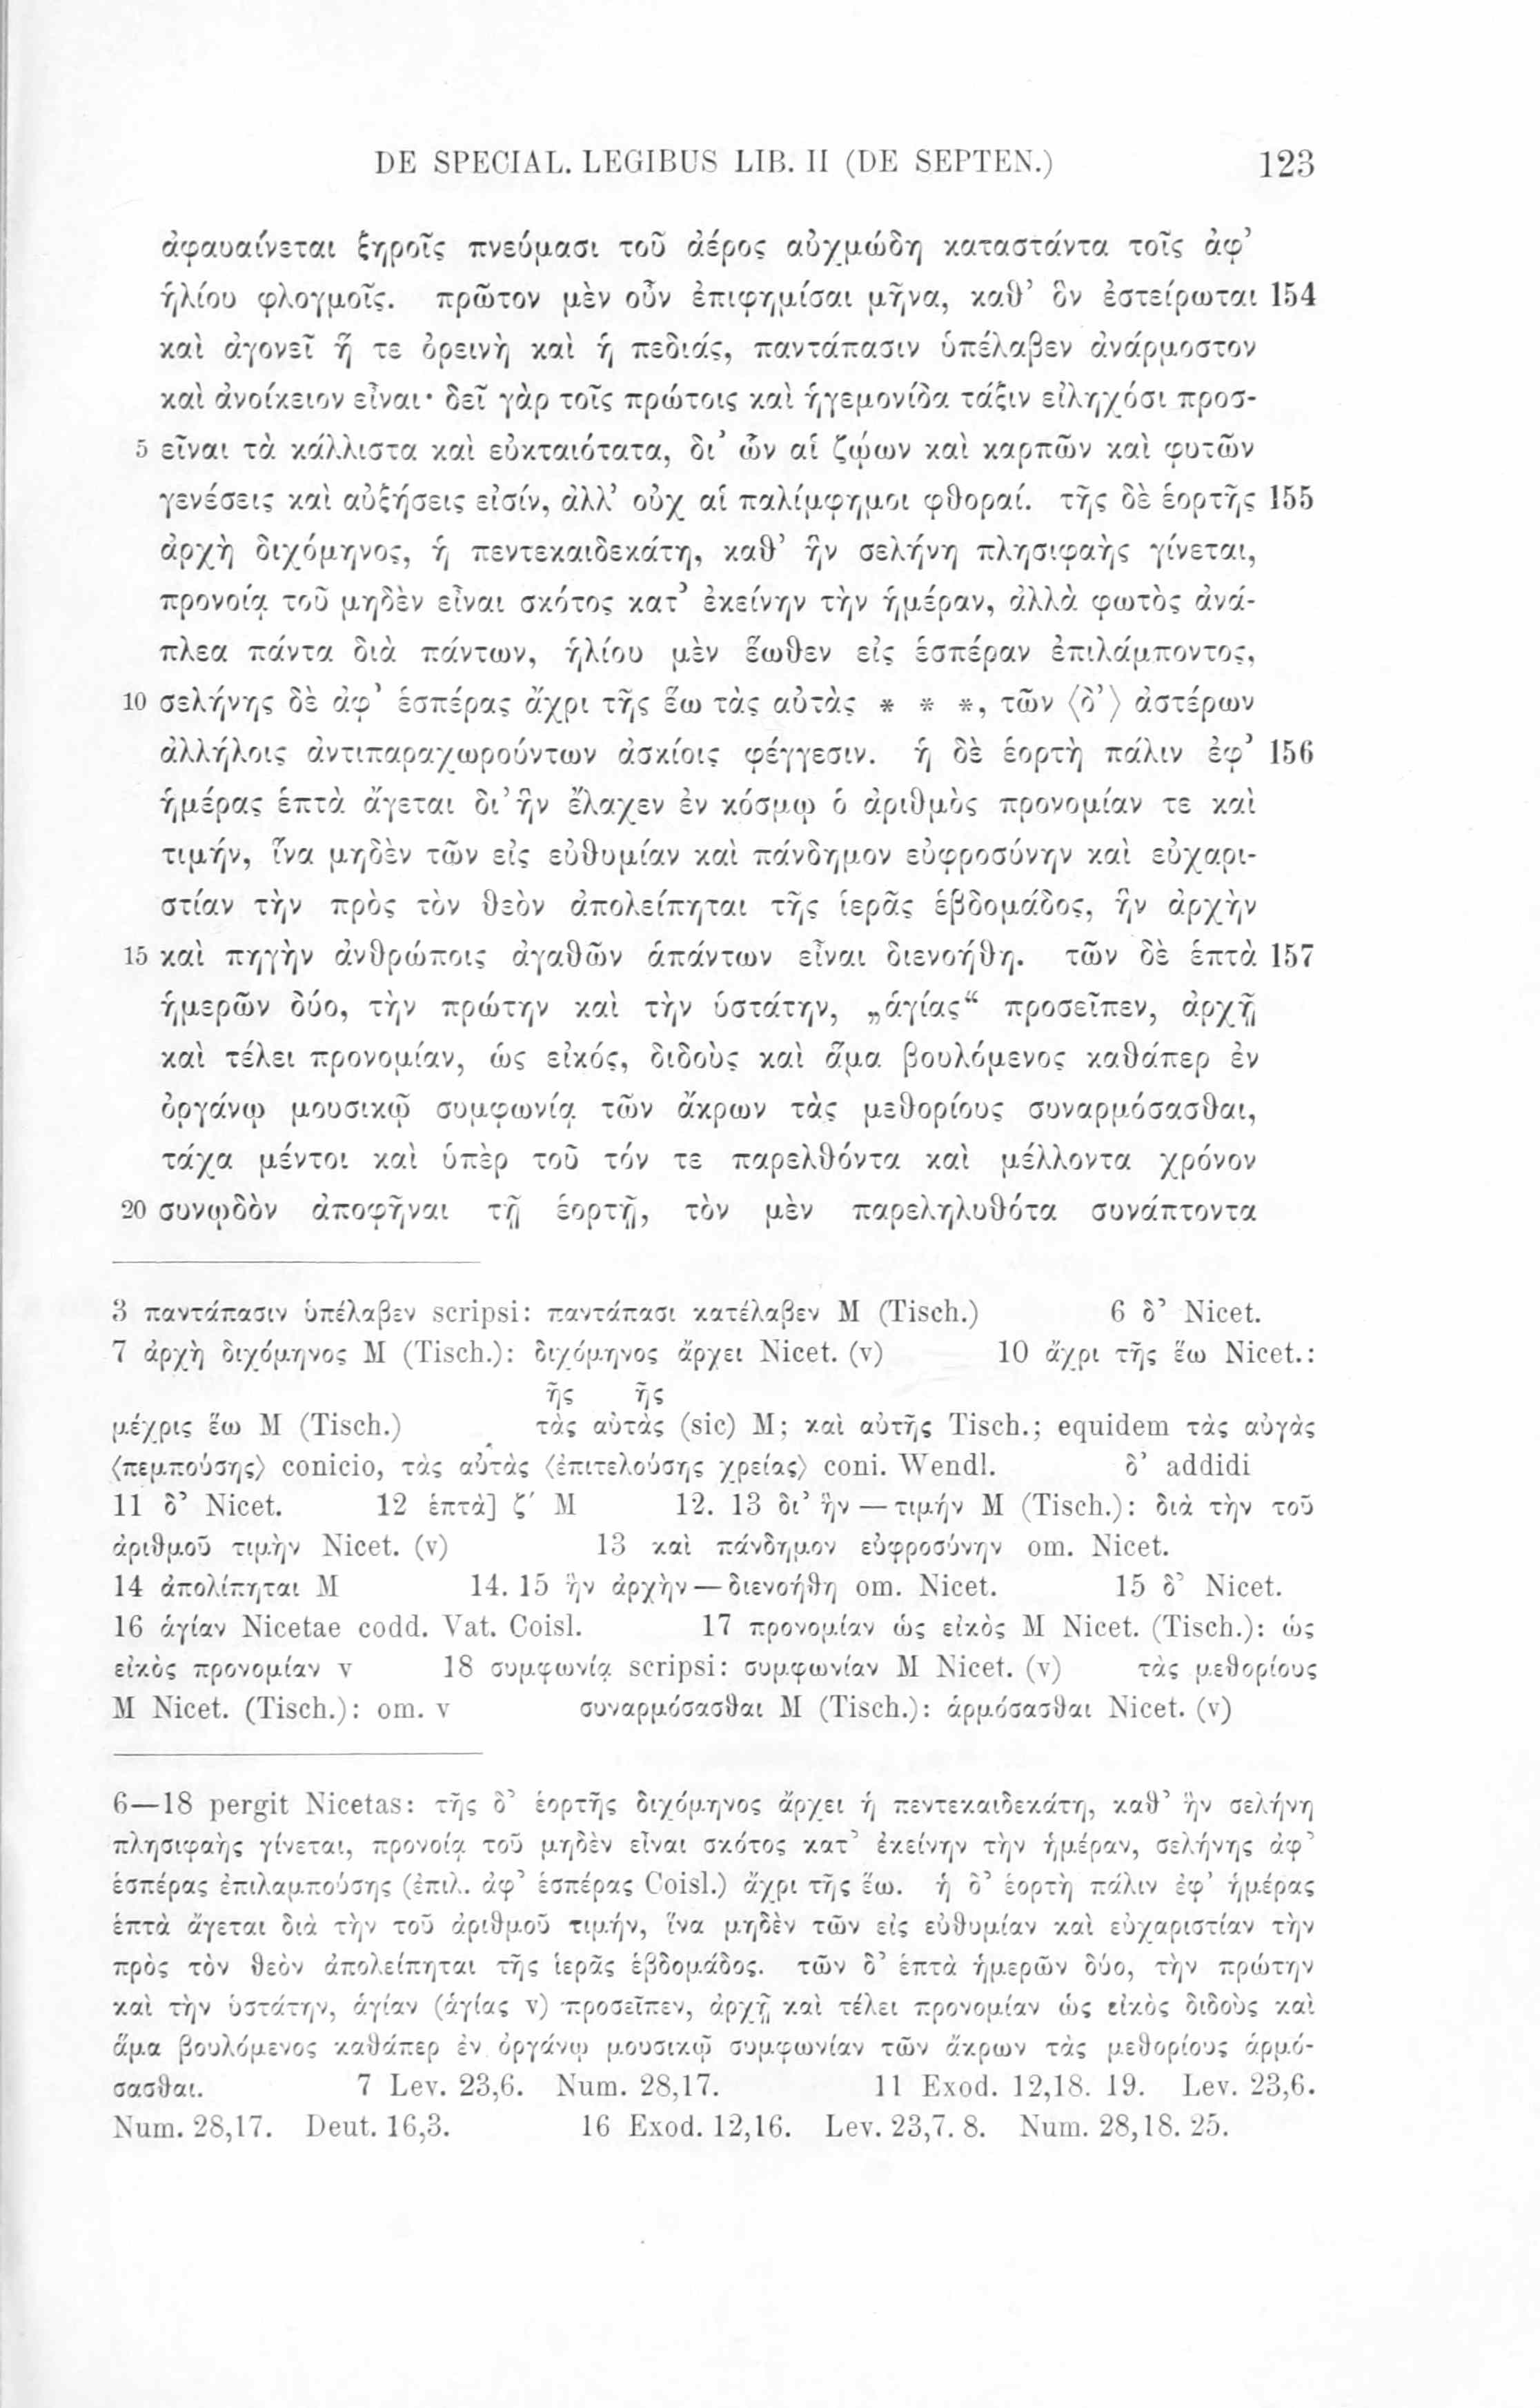 DE SPECIAL. LEGIBUS LIB. II (DE SEPTEN.) 123
ἀφαυαίνεται ξηροῖς πνεύμασι τοῦ ἀέρος αὐχμώδη καταστάντα τοῖς ἀφ’
ἡλίου φλογμοῖς. πρῶτον μὲν οὖν ἐπιφημίσαι μῆνα, καθ’ ὃν ἐστείρωται 154
καὶ ἀγονεῖ ἥ τε ὀρεινὴ καὶ ἡ πεδιάς, παντάπασιν ὑπέλαβεν ἀνάρμοστον
καὶ ἀνοίκειον εἶναι· δεῖ γὰρ τοῖς πρώτοις καὶ ἡγεμονίδα τάξιν εἰληχόσι προσ-
5 εῖναι τὰ κάλλιστα καὶ εὐκταιότατα, δι’ ὧν αἱ ζῴων καὶ καρπῶν καὶ φυτῶν
γενέσεις καὶ αὐξήσεις εἰσίν, ἀλλ’ οὐχ αἱ παλίμφημοι φθοραί. τῆς δὲ ἑορτῆς 155
ἀρχὴ διχόμηνος, ἡ πεντεκαιδεκάτη, καθ’ ἣν σελήνη πλησιφαὴς γίνεται,
προνοίᾳ τοῦ μηδὲν εἶναι σκότος κατ’ ἐκείνην τὴν ἡμέραν, ἀλλὰ φωτὸς ἀνά-
πλεα πάντα διὰ πάντων, ἡλίου μὲν ἕωθεν εἰς ἑσπέραν ἐπιλάμποντος,
10 σελήνης δὲ ἀφ’ ἑσπέρας ἄχρι τῆς ἕω τὰς αὐτὰς * * *, τῶν ⟨δ’⟩ ἀστέρων
ἀλλήλοις ἀντιπαραχωρούντων ἀσκίοις φέγγεσιν. ἡ δὲ ἑορτὴ πάλιν ἐφ’ 156
ἡμέρας ἑπτὰ ἄγεται δι’ ἣν ἔλαχεν ἐν κόσμῳ ὁ ἀριθμὸς προνομίαν τε καὶ
τιμήν, ἵνα μηδὲν τῶν εἰς εὐθυμίαν καὶ πάνδημον εὐφροσύνην καὶ εὐχαρι-
στίαν τὴν πρὸς τὸν θεὸν ἀπολείπηται τῆς ἱερᾶς ἑβδομάδος, ἣν ἀρχὴν
15 καὶ πηγὴν ἀνθρώποις ἀγαθῶν ἁπάντων εἶναι διενοήθη. τῶν δὲ ἑπτὰ 157
ἡμερῶν δύο, τὴν πρώτην καὶ τὴν ὑστάτην, „ἁγίας“ προσεῖπεν, ἀρχῇ
καὶ τέλει προνομίαν, ὡς εἰκός, διδοὺς καὶ ἅμα βουλόμενος καθάπερ ἐν
ὀργάνῳ μουσικῷ συμφωνίᾳ τῶν ἄκρων τὰς μεθορίους συναρμόσασθαι,
τάχα μέντοι καὶ ὑπὲρ τοῦ τόν τε παρελθόντα καὶ μέλλοντα χρόνον
20 συνῳδὸν ἀποφῆναι τῇ ἑορτῇ, τὸν μὲν παρεληλυθότα συνάπτοντα
3 παντάπασιν ὑπέλαβεν scripsi: παντάπασι κατέλαβεν M (Tisch.) 6 δ’ Nicet.
7 ἀρχὴ διχόμηνος M (Tisch.): διχόμηνος ἄρχει Nicet. (v) 10 ἄχρι τῆς ἕω Nicet.:
ῆς ῆς
μέχρις ἕω M (Tisch.) τὰς αὐτὰς (sic) M; καὶ αὐτῆς Tisch.; equidem τὰς αὐγὰς
⟨πεμπούσης⟩ conicio, τὰς αὐτὰς ⟨ἐπιτελούσης χρείας⟩ coni. Wendl. δ’ addidi
11 δ’ Nicet. 12 ἑπτὰ] ζ′ M 12. 13 δι’ ἣν — τιμήν M (Tisch.): διὰ τὴν τοῦ
ἀριθμοῦ τιμὴν Nicet. (v) 13 καὶ πάνδημον εὐφροσύνην om. Nicet.
14 ἀπολίπηται M 14. 15 ἣν ἀρχὴν — διενοήθη om. Nicet. 15 δ’ Nicet.
16 ἁγίαν Nicetae codd. Vat. Coisl. 17 προνομίαν ὡς εἰκὸς M Nicet. (Tisch.): ὡς
εἰκὸς προνομίαν v 18 συμφωνίᾳ scripsi: συμφωνίαν M Nicet. (v) τὰς μεθορίους
M Nicet. (Tisch.): om. v συναρμόσασθαι M (Tisch.): ἁρμόσασθαι Nicet. (v)
6—18 pergit Nicetas: τῆς δ’ ἑορτῆς διχόμηνος ἄρχει ἡ πεντεκαιδεκάτη, καθ’ ἣν σελήνη
πλησιφαὴς γίνεται, προνοίᾳ τοῦ μηδὲν εἶναι σκότος κατ’ ἐκείνην τὴν ἡμέραν, σελήνης ἀφ’
ἑσπέρας ἐπιλαμπούσης (ἐπιλ. ἀφ’ ἑσπέρας Coisl.) ἄχρι τῆς ἕω. ἡ δ’ ἑορτὴ πάλιν ἐφ’ ἡμέρας
ἑπτὰ ἄγεται διὰ τὴν τοῦ ἀριθμοῦ τιμήν, ἵνα μηδὲν τῶν εἰς εὐθυμίαν καὶ εὐχαριστίαν τὴν
πρὸς τὸν θεὸν ἀπολείπηται τῆς ἱερᾶς ἑβδομάδος. τῶν δ’ ἑπτὰ ἡμερῶν δύο, τὴν πρώτην
καὶ τὴν ὑστάτην, ἁγίαν (ἁγίας v) προσεῖπεν, ἀρχῇ καὶ τέλει προνομίαν ὡς εἰκὸς διδοὺς καὶ
ἅμα βουλόμενος καθάπερ ἐν ὀργάνῳ μουσικῷ συμφωνίαν τῶν ἄκρων τὰς μεθορίους ἁρμό-
σασθαι. 7 Lev. 23,6. Num. 28,17. 11 Exod. 12,18. 19. Lev. 23,6.
Num. 28,17. Deut. 16,3. 16 Exod. 12,16. Lev. 23,7. 8. Num. 28,18. 25.